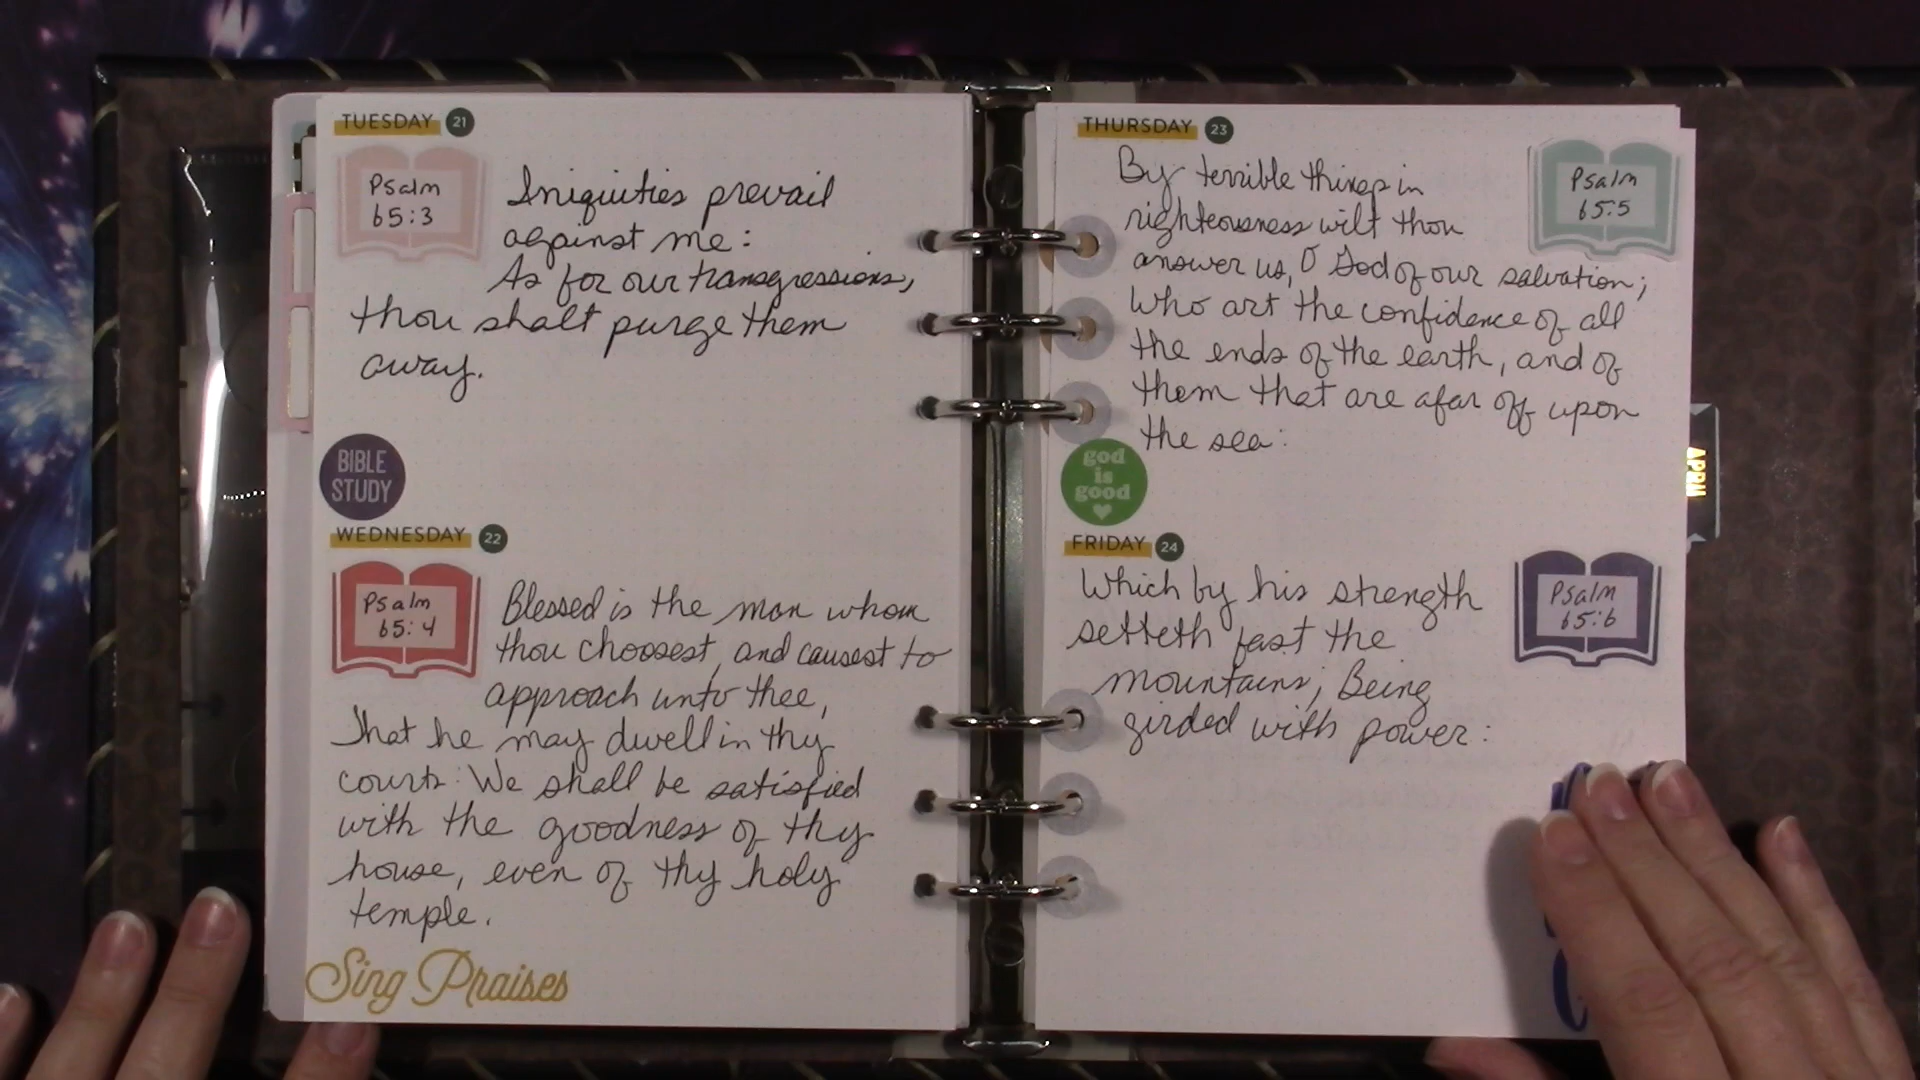 TUESDAY 21
Psalm
65:3
Iniquities prevail
against me:
As for our transgressions,
thou shalt purge them
away.
BIBLE
STUDY
WEDNESDAY 22
Psalm
65:4
Blessed is the man whom
thou choosest, and causest to
approach unto thee,
That he may dwell in thy
courts: We shall be satisfied
with the goodness of thy
house, even of thy holy
temple.
Sing Praises
THURSDAY 23
Psalm
65:5
By terrible things in
righteousness wilt thou
answer us, O God of our salvation;
Who art the confidence of all
the ends of the earth, and of
them that are afar off upon
the sea:
god
is
good
FRIDAY 24
Psalm
65:6
Which by his strength
setteth fast the
mountains; Being
girded with power: